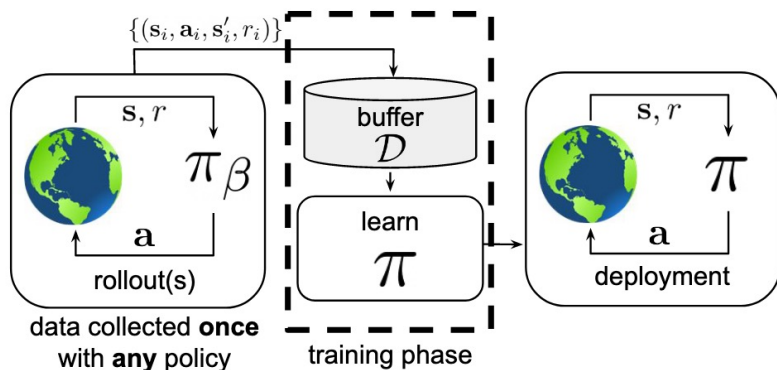 {(s_i, a_i, s'_i, r_i)}
s, r
π_β
a
rollout(s)
data collected once
with any policy
buffer
D
learn
π
training phase
s, r
π
a
deployment